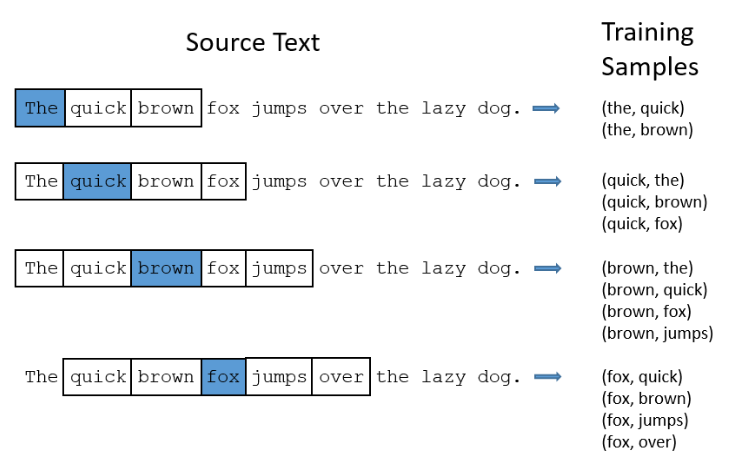 Source Text
Training
Samples
The quick brown fox jumps over the lazy dog.
(the, quick)
(the, brown)
The quick brown fox jumps over the lazy dog.
(quick, the)
(quick, brown)
(quick, fox)
The quick brown fox jumps over the lazy dog.
(brown, the)
(brown, quick)
(brown, fox)
(brown, jumps)
The quick brown fox jumps over the lazy dog.
(fox, quick)
(fox, brown)
(fox, jumps)
(fox, over)